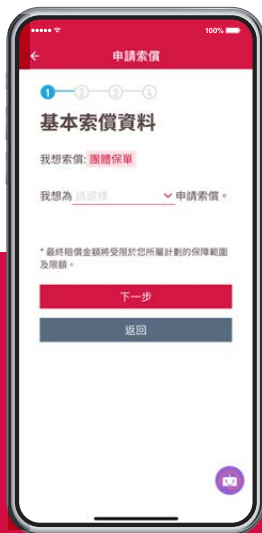 100%
申請索償
1 2 3 4
基本索償資料
我想索償: 團體保單
我想為 請選擇 申請索償。
* 最終賠償金額將受限於您所屬計劃的保障範圍
及限額。
下一步
返回